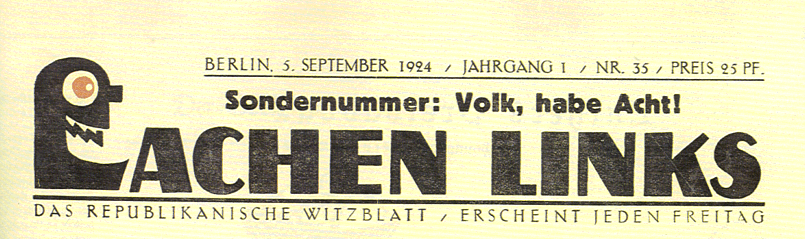 BERLIN, 5. SEPTEMBER 1924 / JAHRGANG 1 / NR. 35 / PREIS 25 PF.
Sondernummer: Volk, habe Acht!
LACHEN LINKS
DAS REPUBLIKANISCHE WITZBLATT / ERSCHEINT JEDEN FREITAG